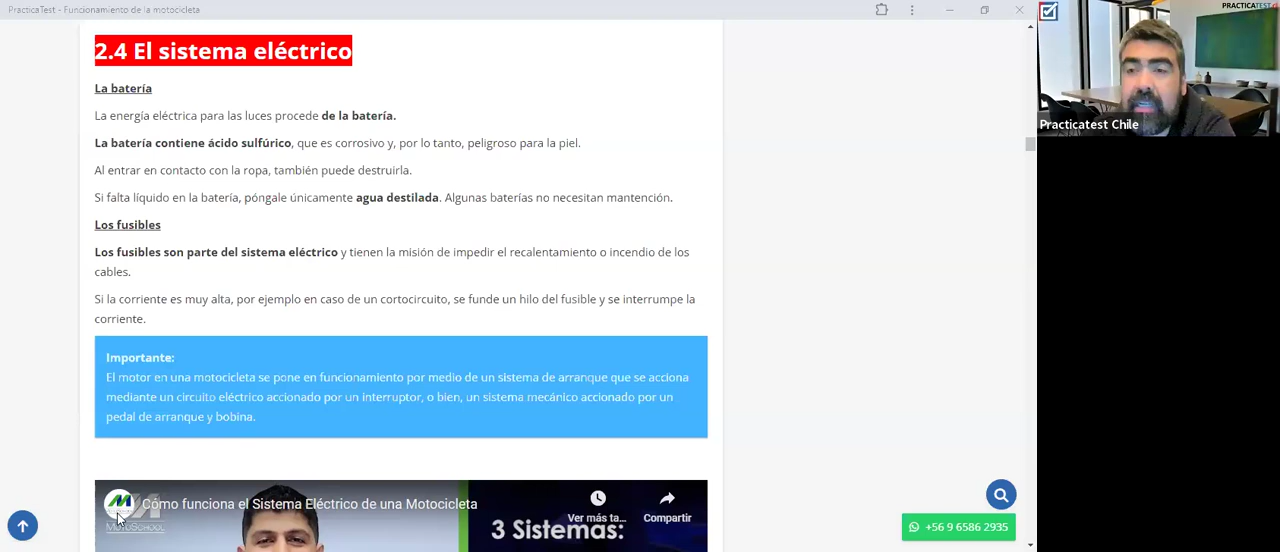 PracticaTest - Funcionamiento de la motocicleta
PRACTICATEST.cl
2.4 El sistema eléctrico
La batería
La energía eléctrica para las luces procede de la batería.
Practicatest Chile
La batería contiene ácido sulfúrico, que es corrosivo y, por lo tanto, peligroso para la piel.
Al entrar en contacto con la ropa, también puede destruirla.
Si falta líquido en la batería, póngale únicamente agua destilada. Algunas baterías no necesitan mantención.
Los fusibles
Los fusibles son parte del sistema eléctrico y tienen la misión de impedir el recalentamiento o incendio de los
cables.
Si la corriente es muy alta, por ejemplo en caso de un cortocircuito, se funde un hilo del fusible y se interrumpe la
corriente.
Importante:
El motor en una motocicleta se pone en funcionamiento por medio de un sistema de arranque que se acciona
mediante un circuito eléctrico accionado por un interruptor, o bien, un sistema mecánico accionado por un
pedal de arranque y bobina.
Cómo funciona el Sistema Eléctrico de una Motocicleta
Ver más ta...
Compartir
MOTOSCHOOL
3 Sistemas:
+56 9 6586 2935